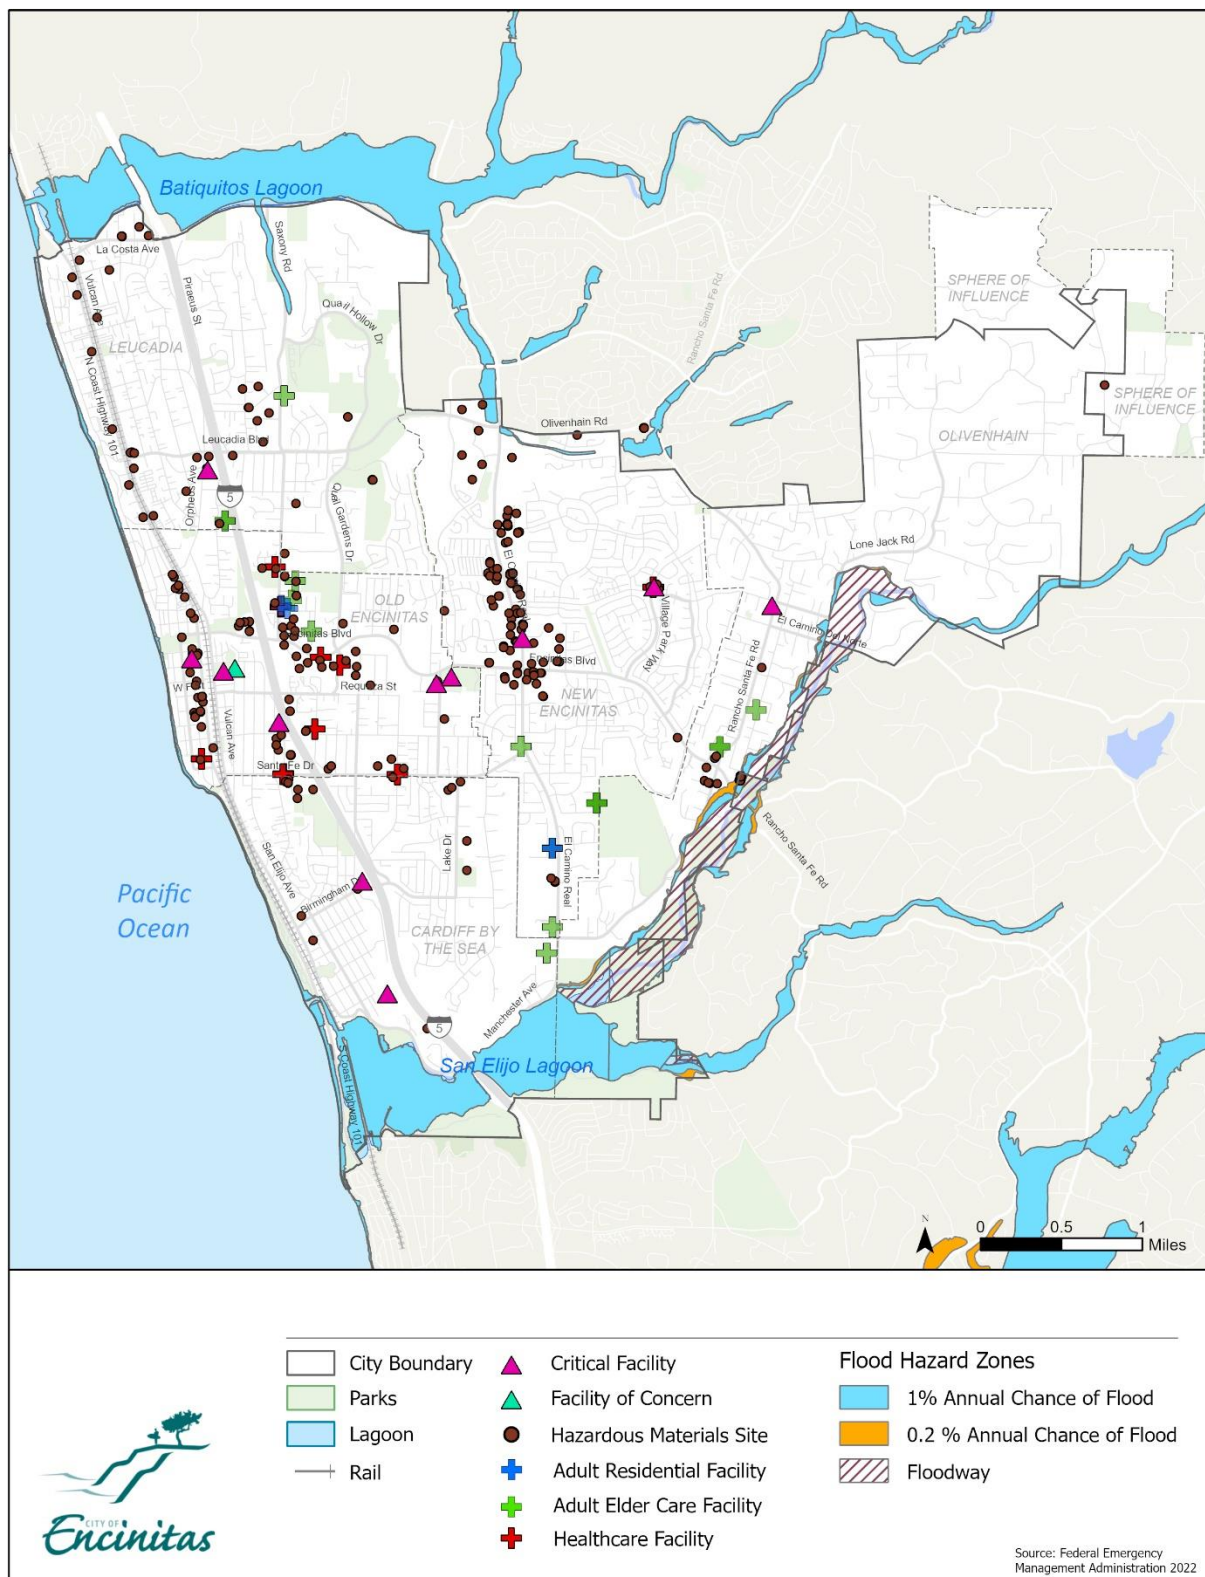 Batiquitos Lagoon
La Costa Ave
Saxony Rd
Piraeus St
Vulcan Ave
Quail Hollow Dr
LEUCADIA
N Coast Highway 101
Rancho Santa Fe Rd
SPHERE OF
INFLUENCE
SPHERE OF
INFLUENCE
Leucadia Blvd
Olivenhain Rd
OLIVENHAIN
Orpheus Ave
5
Quail Gardens Dr
Lone Jack Rd
OLD
ENCINITAS
El Camino Del Norte
Village Park Way
Encinitas Blvd
Requeza St
NEW
ENCINITAS
Rancho Santa Fe Rd
Vulcan Ave
Santa Fe Dr
Rancho Santa Fe Rd
Lake Dr
El Camino Real
San Elijo Ave
Pacific
Ocean
CARDIFF BY
THE SEA
Manchester Ave
5
San Elijo Lagoon
S Coast Highway 101
N
0 0.5 1
Miles
City Boundary
Parks
Lagoon
Rail
Critical Facility
Facility of Concern
Hazardous Materials Site
Adult Residential Facility
Adult Elder Care Facility
Healthcare Facility
Flood Hazard Zones
1% Annual Chance of Flood
0.2 % Annual Chance of Flood
Floodway
CITY OF
Encinitas
Source: Federal Emergency
Management Administration 2022